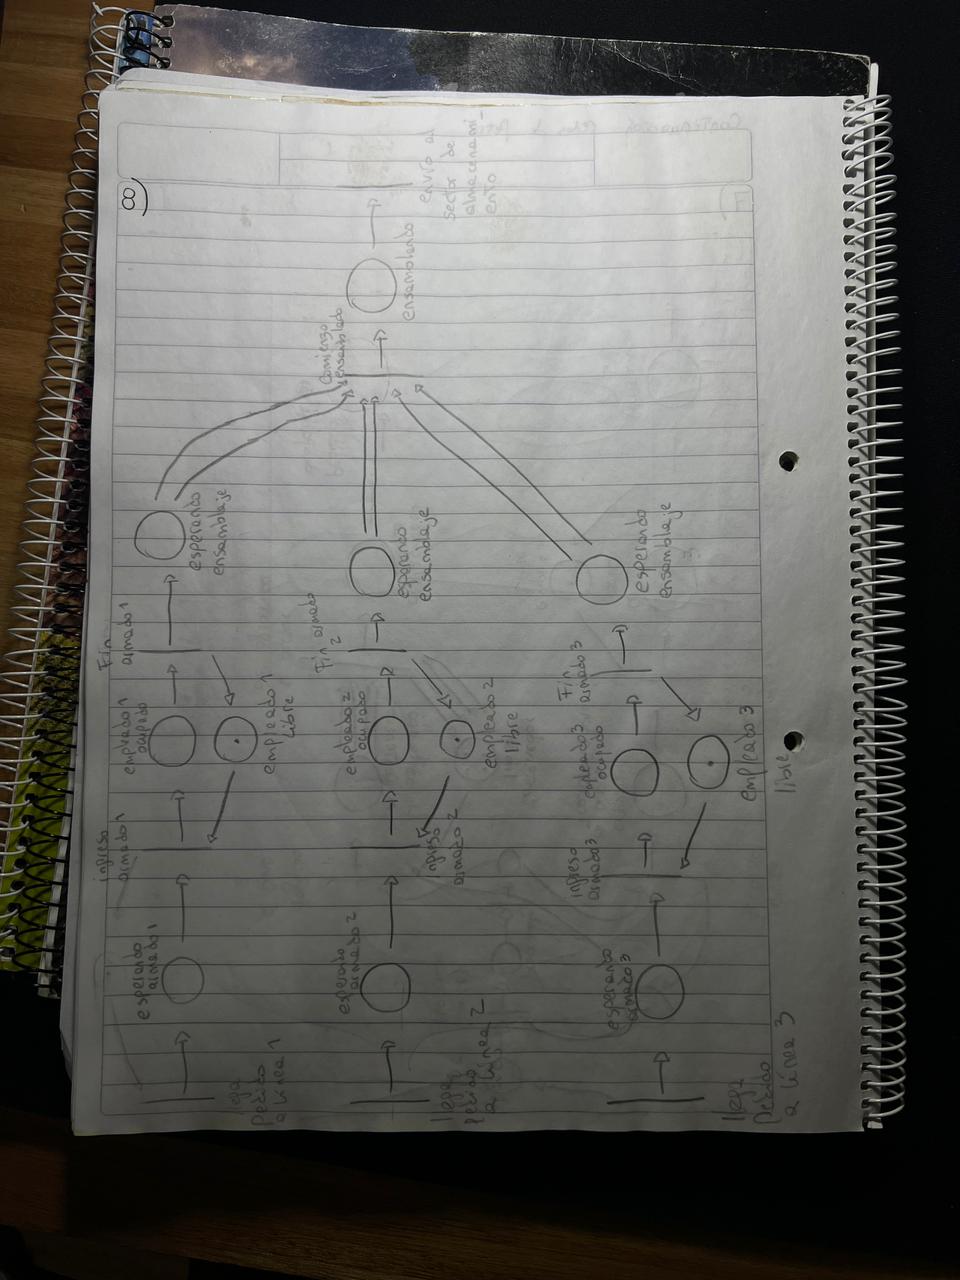 8)
llega
Pedido
a línea 1
esperando
armado 1
ingreso
armado 1
empleado 1
ocupado
empleado 1
libre
Fin
armado 1
esperando
ensamblaje
llega
Pedido
a línea 2
esperando
armado 2
ingreso
armado 2
empleado 2
ocupado
empleado 2
libre
Fin armado
2
esperando
ensamblaje
llega
Pedido
a línea 3
esperando
armado 3
ingreso
armado 3
empleado 3
ocupado
empleado 3
libre
Fin
armado 3
esperando
ensamblaje
Comienzo
ensamblado
ensamblando
envío al
sector de
almacenami-
ento